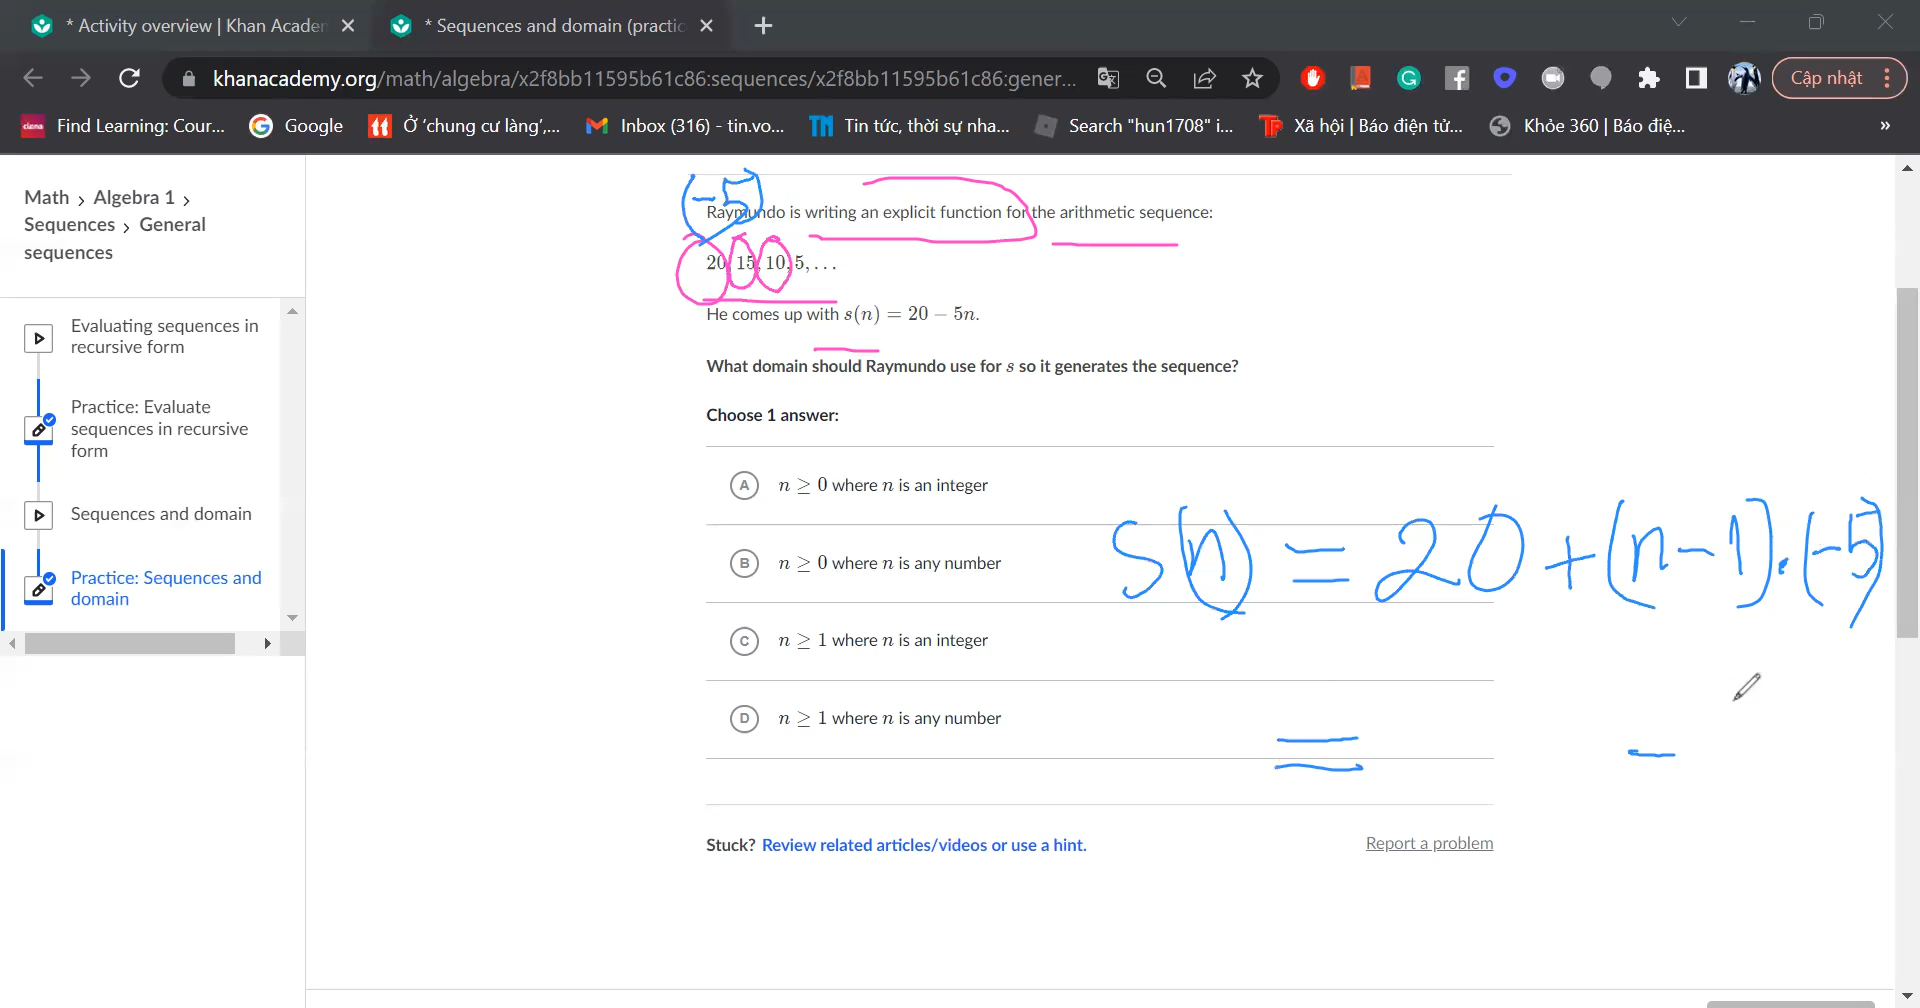 * Activity overview | Khan Academ
* Sequences and domain (practic
khanacademy.org/math/algebra/x2f8bb11595b61c86:sequences/x2f8bb11595b61c86:gener...
Cập nhật
Find Learning: Cour...
Google
Ở 'chung cư làng',...
Inbox (316) - tin.vo...
Tin tức, thời sự nha...
Search "hun1708" i...
Xã hội | Báo điện tử...
Khỏe 360 | Báo điệ...
»
Math > Algebra 1 >
Sequences > General
sequences
Evaluating sequences in
recursive form
Practice: Evaluate
sequences in recursive
form
Sequences and domain
Practice: Sequences and
domain
(-5)
Raymundo is writing an explicit function for the arithmetic sequence:
20, 15, 10, 5, ...
He comes up with s(n) = 20 − 5n.
What domain should Raymundo use for s so it generates the sequence?
Choose 1 answer:
A n ≥ 0 where n is an integer
B n ≥ 0 where n is any number
C n ≥ 1 where n is an integer
D n ≥ 1 where n is any number
S(n) = 20 + (n-1).(-5)
= -
Stuck? Review related articles/videos or use a hint.
Report a problem